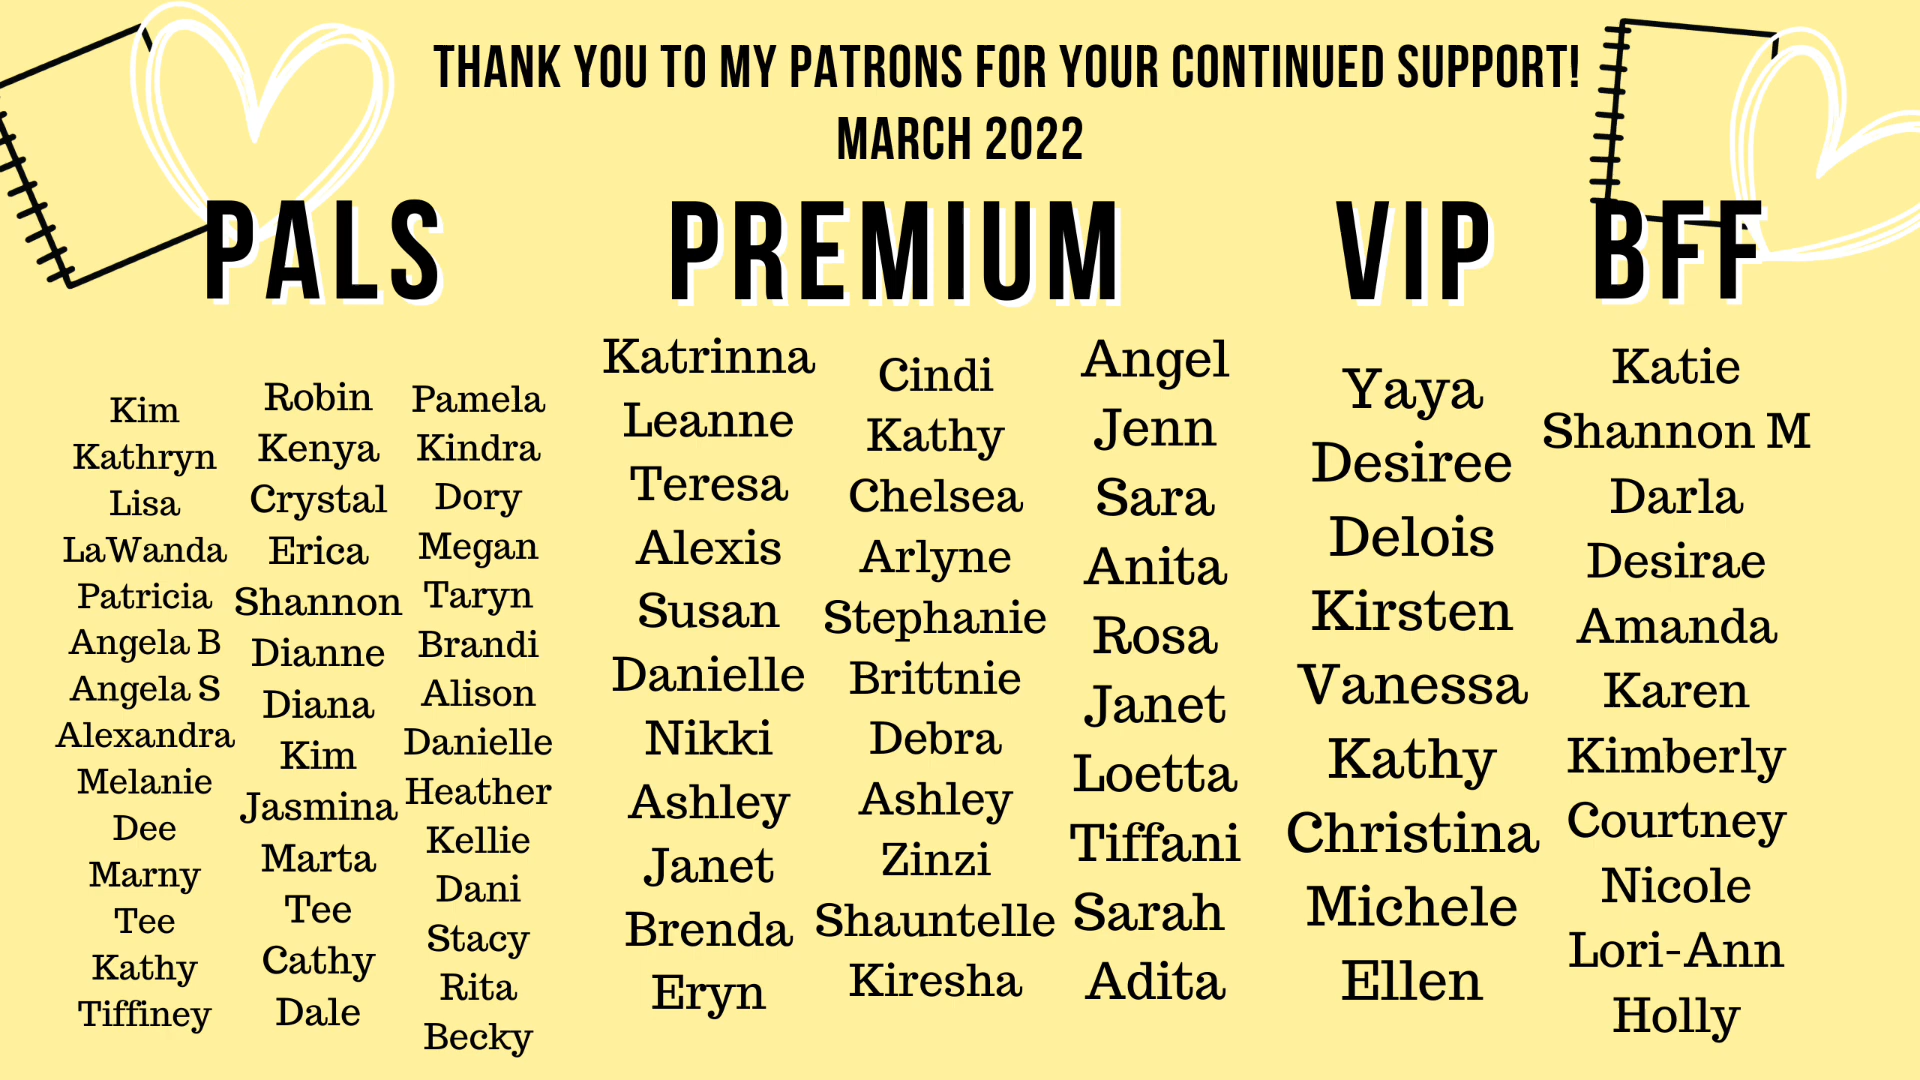 THANK YOU TO MY PATRONS FOR YOUR CONTINUED SUPPORT!
MARCH 2022
PALS
Kim
Kathryn
Lisa
LaWanda
Patricia
Angela B
Angela S
Alexandra
Melanie
Dee
Marny
Tee
Kathy
Tiffiney
Robin
Kenya
Crystal
Erica
Shannon
Dianne
Diana
Kim
Jasmina
Marta
Tee
Cathy
Dale
Pamela
Kindra
Dory
Megan
Taryn
Brandi
Alison
Danielle
Heather
Kellie
Dani
Stacy
Rita
Becky
PREMIUM
Katrinna
Leanne
Teresa
Alexis
Susan
Danielle
Nikki
Ashley
Janet
Brenda
Eryn
Cindi
Kathy
Chelsea
Arlyne
Stephanie
Brittnie
Debra
Ashley
Zinzi
Shauntelle
Kiresha
Angel
Jenn
Sara
Anita
Rosa
Janet
Loetta
Tiffani
Sarah
Adita
VIP
Yaya
Desiree
Delois
Kirsten
Vanessa
Kathy
Christina
Michele
Ellen
BFF
Katie
Shannon M
Darla
Desirae
Amanda
Karen
Kimberly
Courtney
Nicole
Lori-Ann
Holly